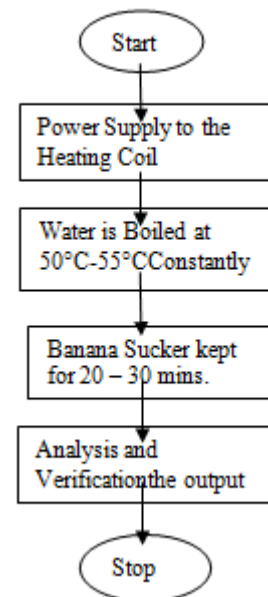 Start
Power Supply to the
Heating Coil
Water is Boiled at
50°C-55°CConstantly
Banana Sucker kept
for 20 – 30 mins.
Analysis and
Verificationthe output
Stop